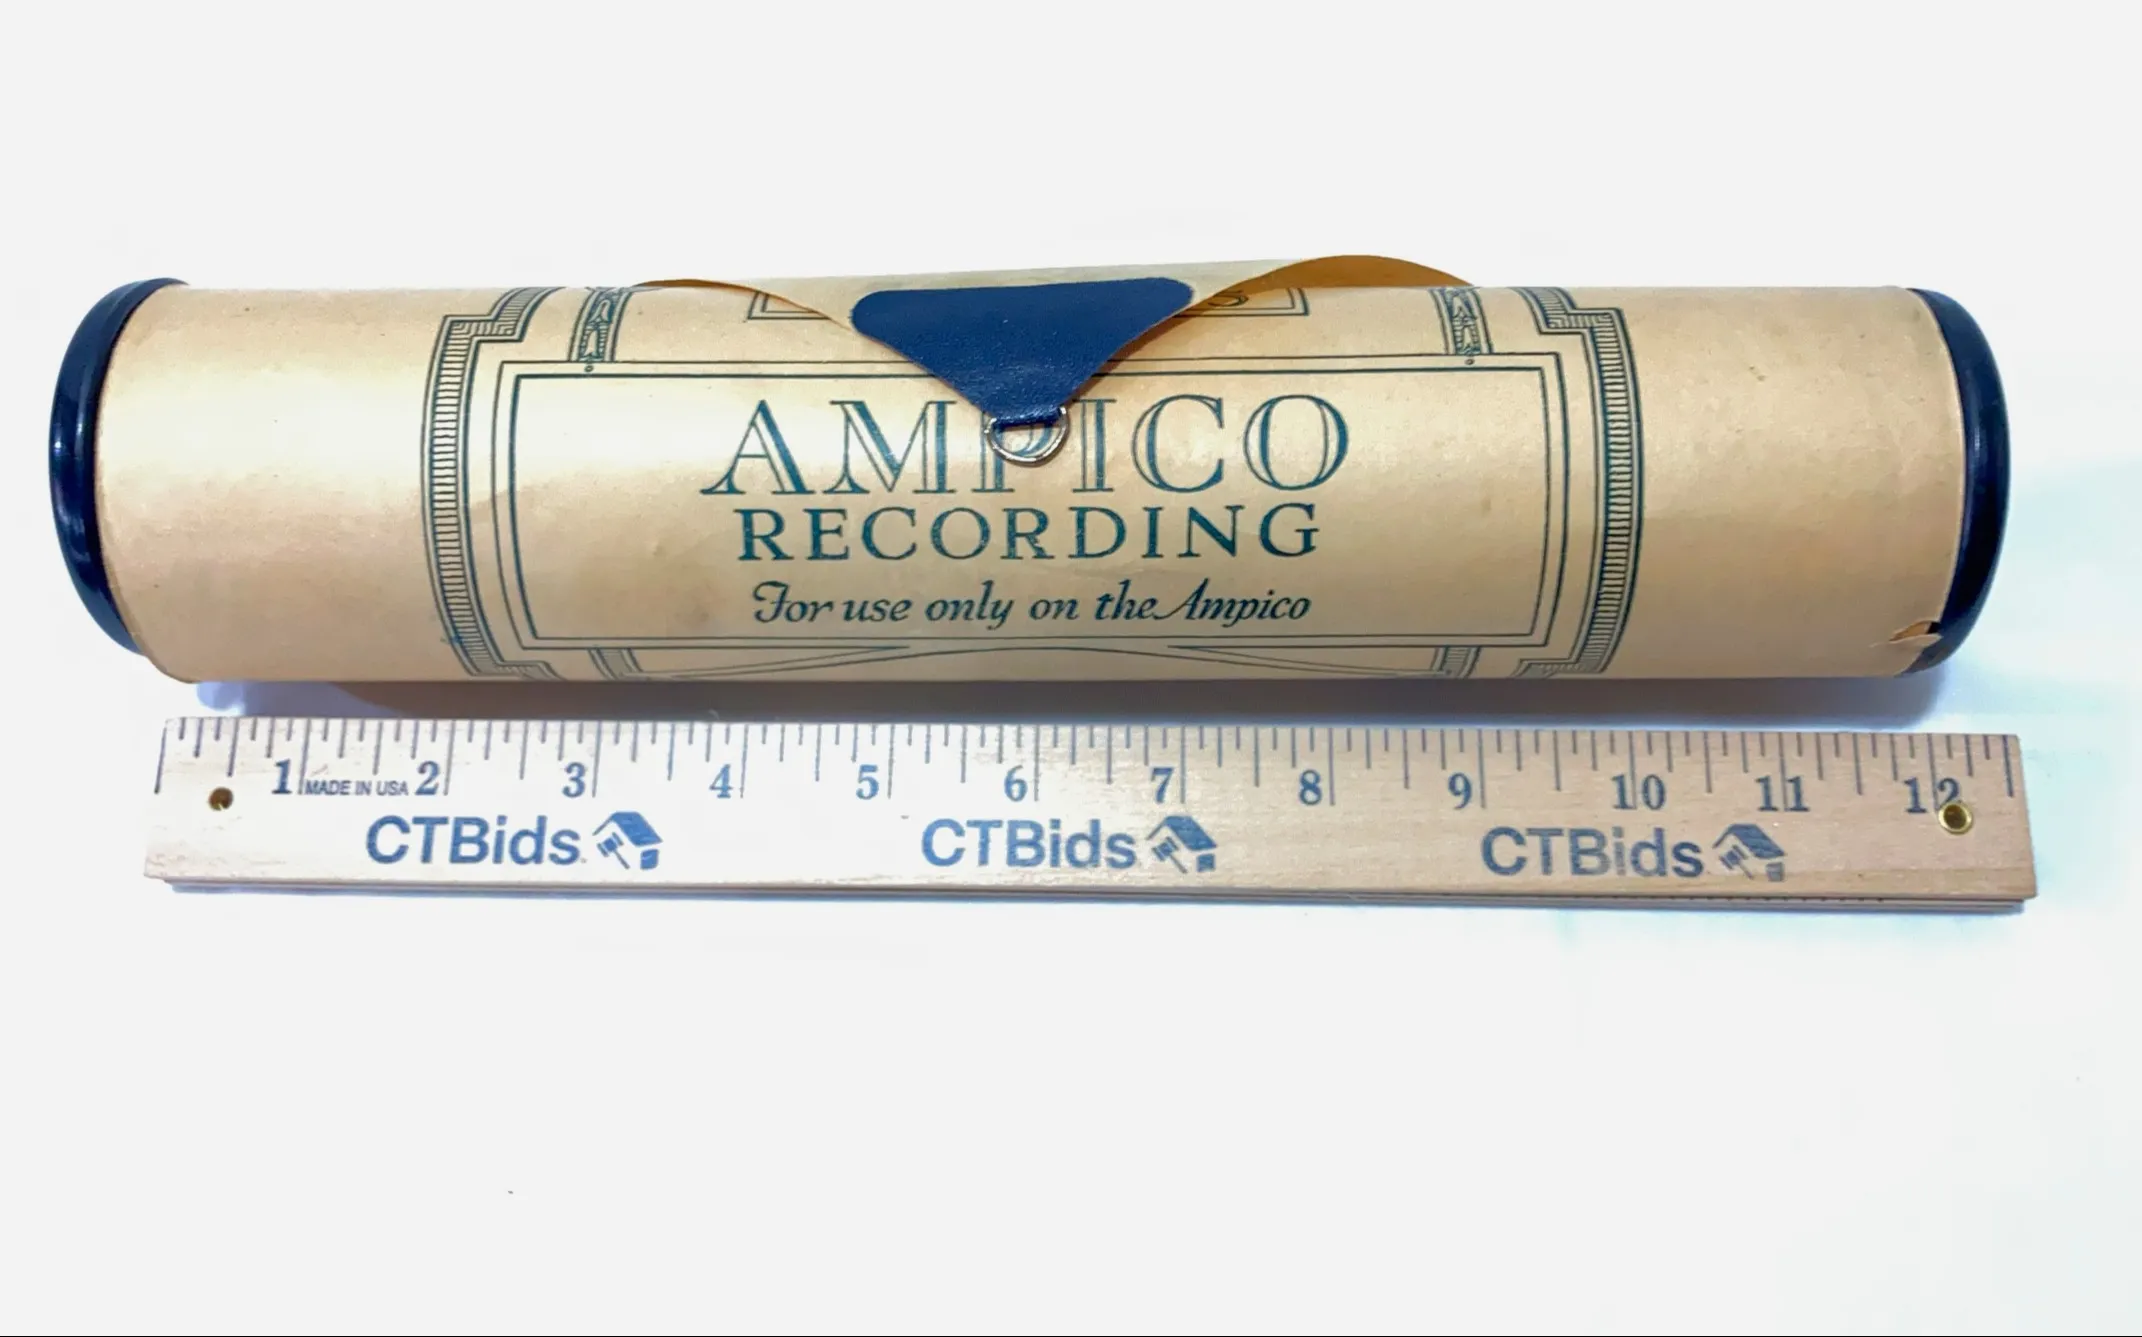 AMPICO
RECORDING
For use only on the Ampico
1 2 3 4 5 6 7 8 9 10 11 12
MADE IN USA
CTBids CTBids CTBids